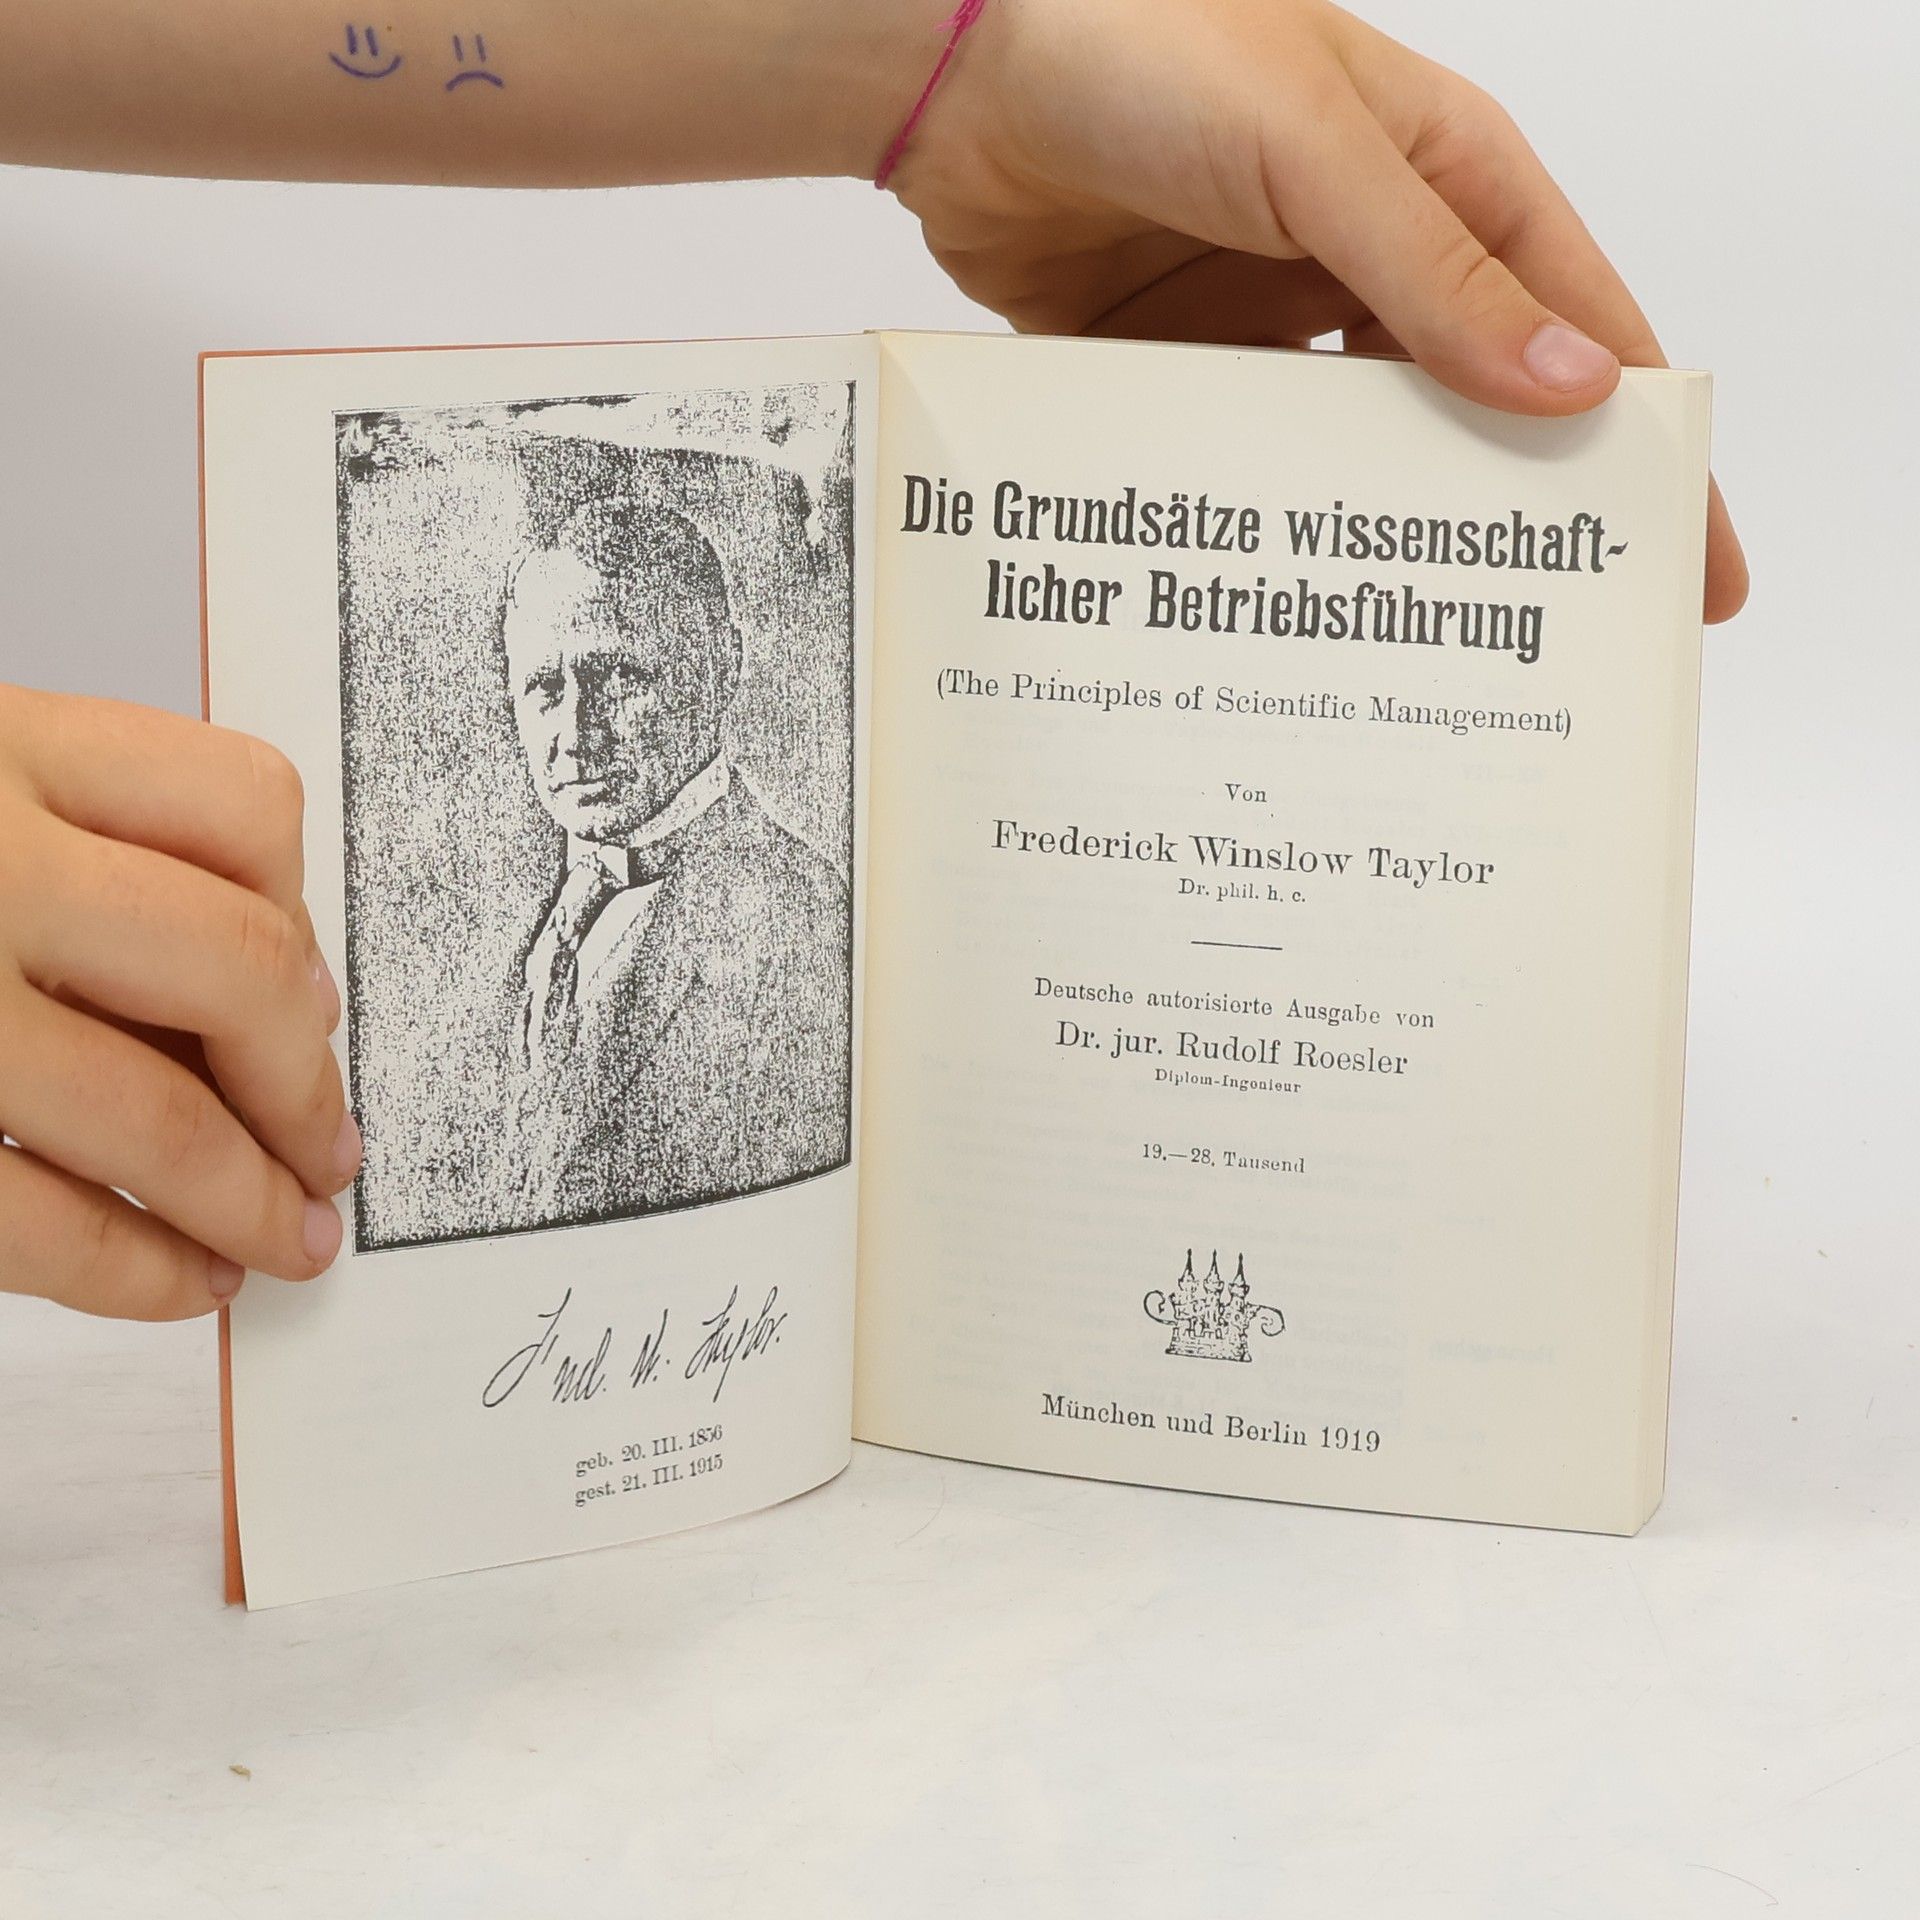 Fred. W. Taylor.
geb. 20. III. 1856
gest. 21. III. 1915
Die Grundsätze wissenschaft-
licher Betriebsführung
(The Principles of Scientific Management)
Von
Frederick Winslow Taylor
Dr. phil. h. c.
Deutsche autorisierte Ausgabe von
Dr. jur. Rudolf Roesler
Diplom-Ingenieur
19.—28. Tausend
München und Berlin 1919